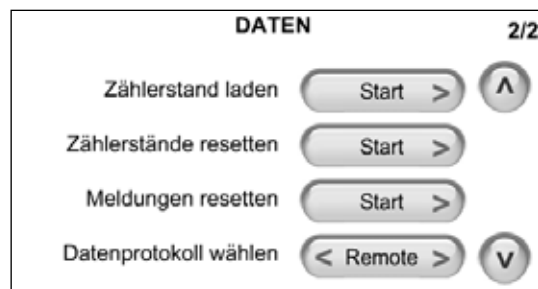 DATEN 2/2
Zählerstand laden Start >
Zählerstände resetten Start >
Meldungen resetten Start >
Datenprotokoll wählen < Remote >